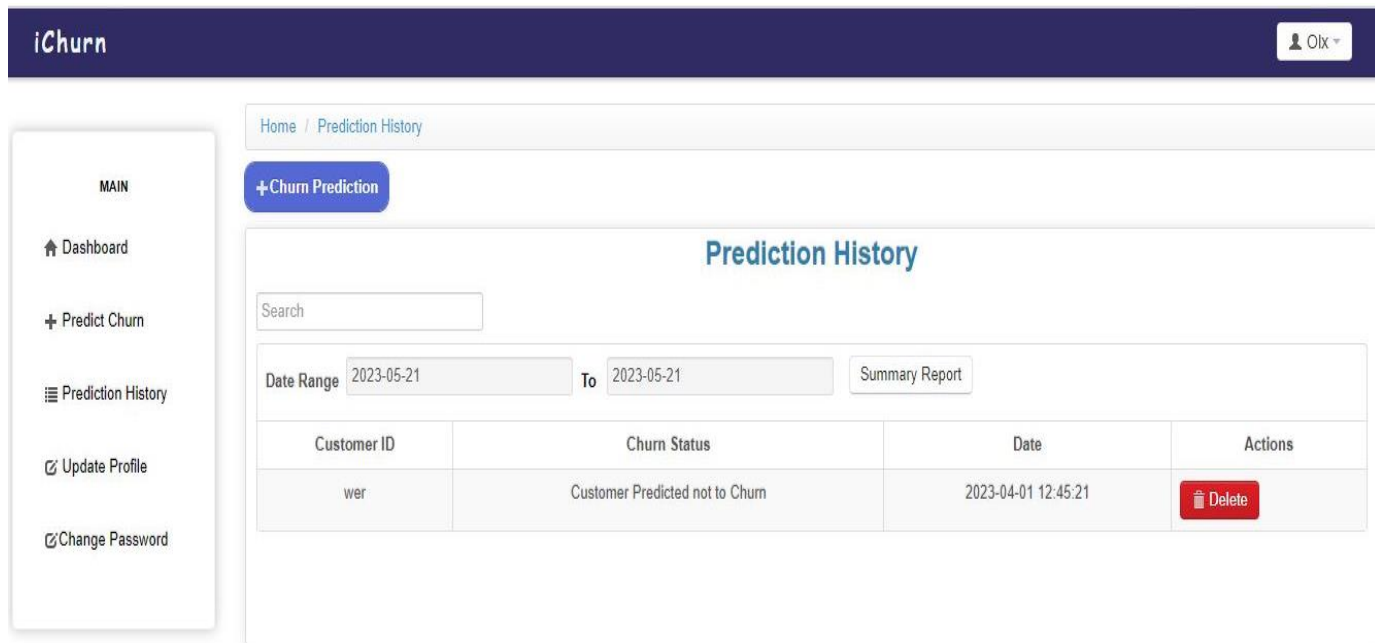 iChurn
Olx
Home / Prediction History
MAIN
Dashboard
Predict Churn
Prediction History
Update Profile
Change Password
+Churn Prediction
Prediction History
Search
Date Range 2023-05-21 To 2023-05-21 Summary Report
Customer ID Churn Status Date Actions
wer Customer Predicted not to Churn 2023-04-01 12:45:21 Delete